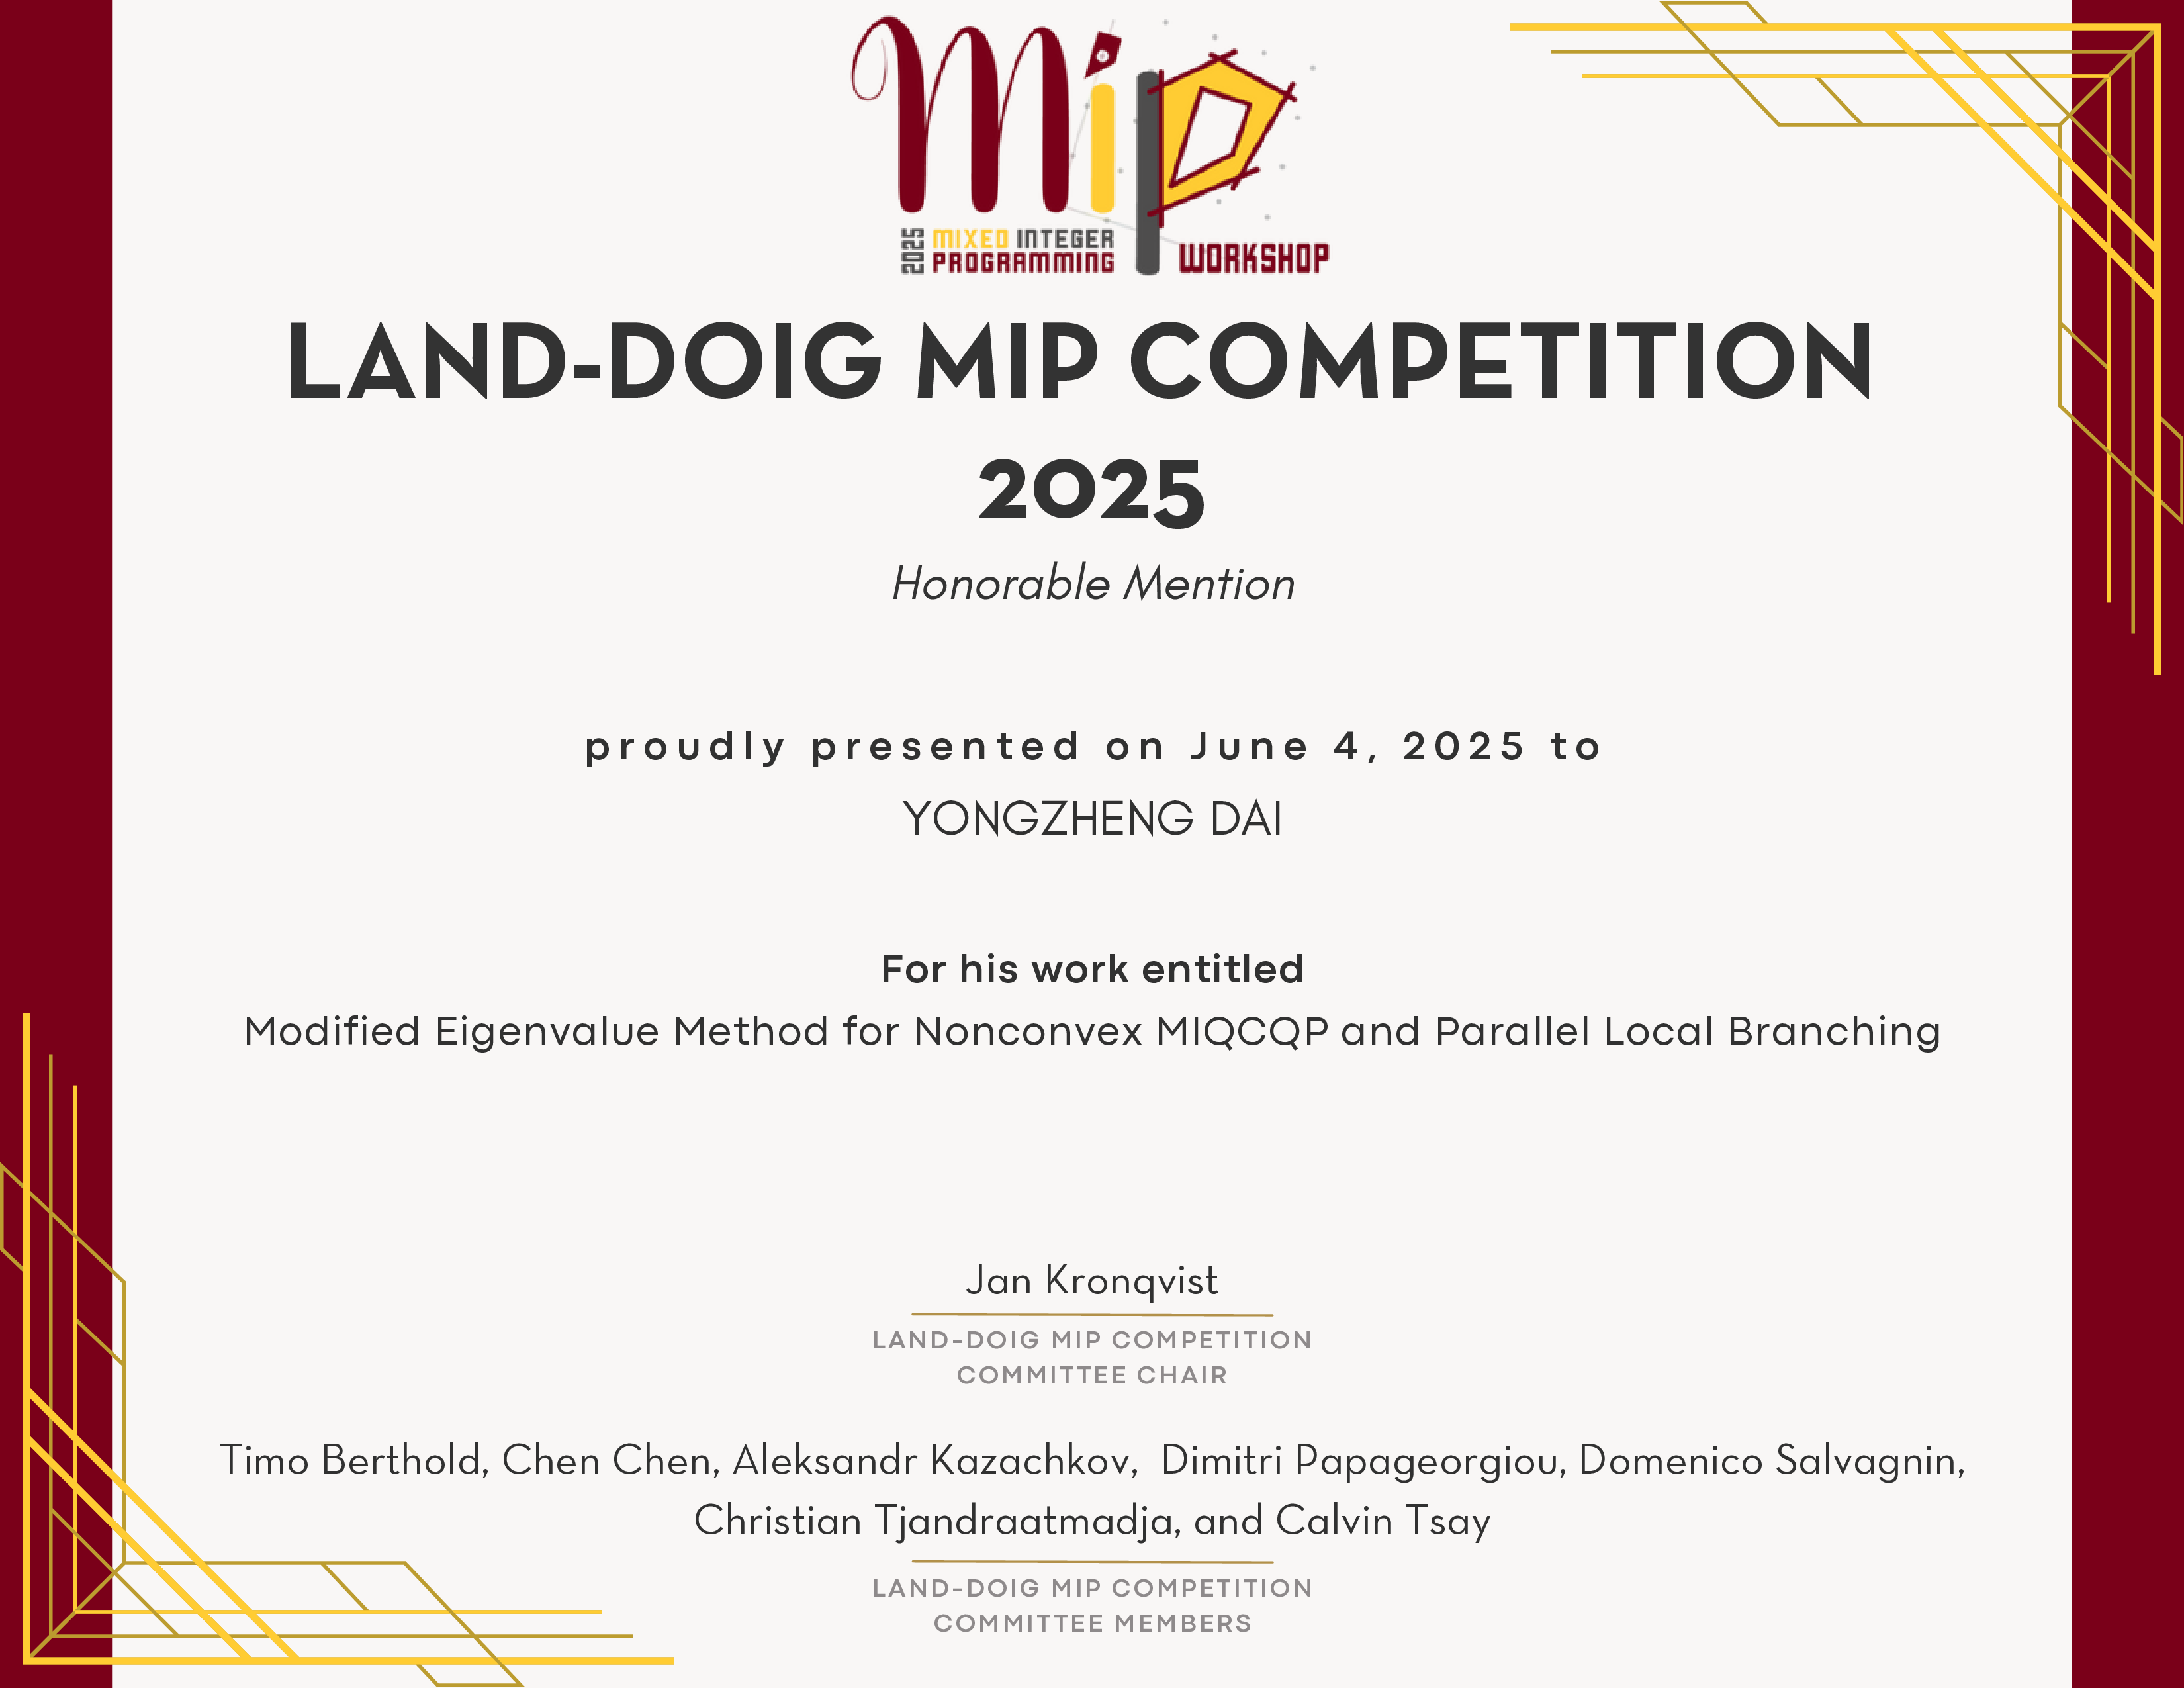 mip
2025 MIXED INTEGER
PROGRAMMING WORKSHOP
LAND-DOIG MIP COMPETITION
2025
Honorable Mention
proudly presented on June 4, 2025 to
YONGZHENG DAI
For his work entitled
Modified Eigenvalue Method for Nonconvex MIQCQP and Parallel Local Branching
Jan Kronqvist
LAND-DOIG MIP COMPETITION
COMMITTEE CHAIR
Timo Berthold, Chen Chen, Aleksandr Kazachkov, Dimitri Papageorgiou, Domenico Salvagnin,
Christian Tjandraatmadja, and Calvin Tsay
LAND-DOIG MIP COMPETITION
COMMITTEE MEMBERS